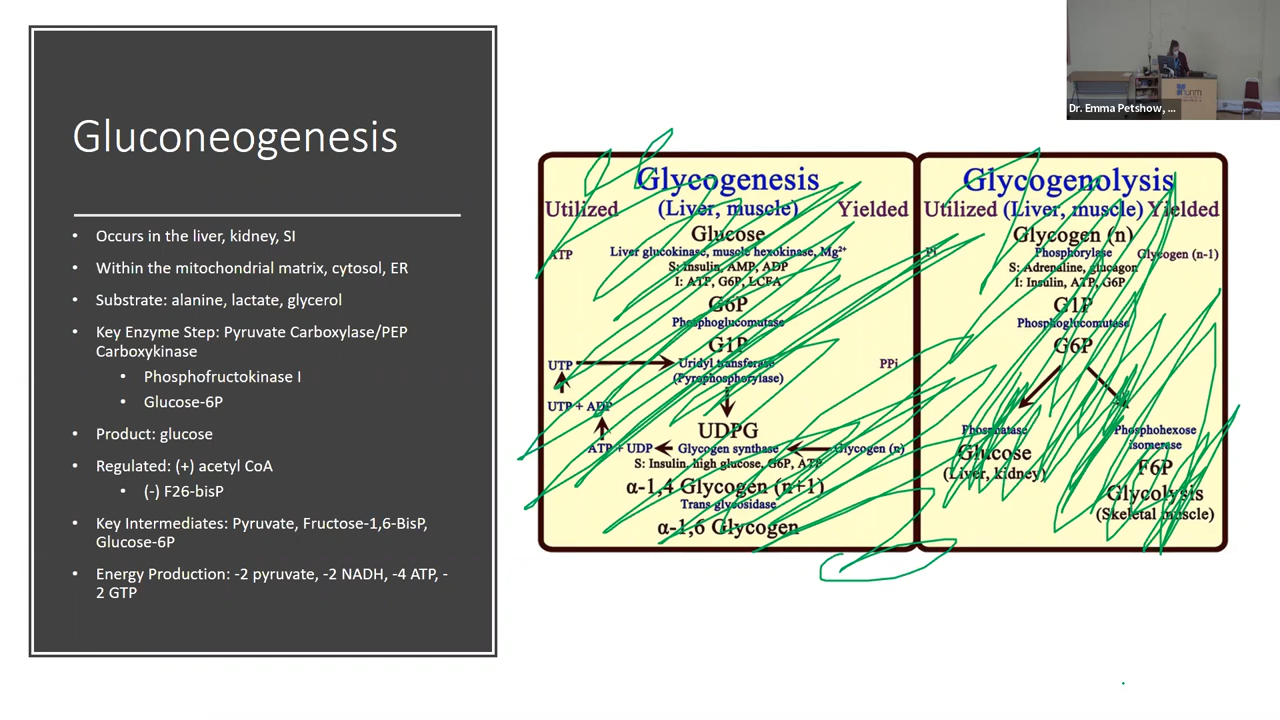 Gluconeogenesis
• Occurs in the liver, kidney, SI
• Within the mitochondrial matrix, cytosol, ER
• Substrate: alanine, lactate, glycerol
• Key Enzyme Step: Pyruvate Carboxylase/PEP
Carboxykinase
• Phosphofructokinase I
• Glucose-6P
• Product: glucose
• Regulated: (+) acetyl CoA
• (-) F26-bisP
• Key Intermediates: Pyruvate, Fructose-1,6-BisP,
Glucose-6P
• Energy Production: -2 pyruvate, -2 NADH, -4 ATP, -
2 GTP
Glycogenesis
Utilized (Liver, muscle) Yielded
Glucose
ATP Liver glucokinase, muscle hexokinase, Mg²⁺
S: Insulin, AMP, ADP
I: ATP, G6P, LCFA
G6P
Phosphoglucomutase
G1P
UTP Uridyl transferase PPi
(Pyrophosphorylase)
UTP + ADP
UDPG
ATP + UDP Glycogen synthase Glycogen (n)
S: Insulin, high glucose, G6P, ATP
α-1,4 Glycogen (n+1)
Trans glycosidase
α-1,6 Glycogen
Glycogenolysis
Utilized (Liver, muscle) Yielded
Glycogen (n)
Pi Phosphorylase Glycogen (n-1)
S: Adrenaline, glucagon
I: Insulin, ATP, G6P
G1P
Phosphoglucomutase
G6P
Phosphatase Phosphohexose
isomerase
Glucose F6P
(Liver, kidney) Glycolysis
(Skeletal muscle)
Dr. Emma Petshow, ...